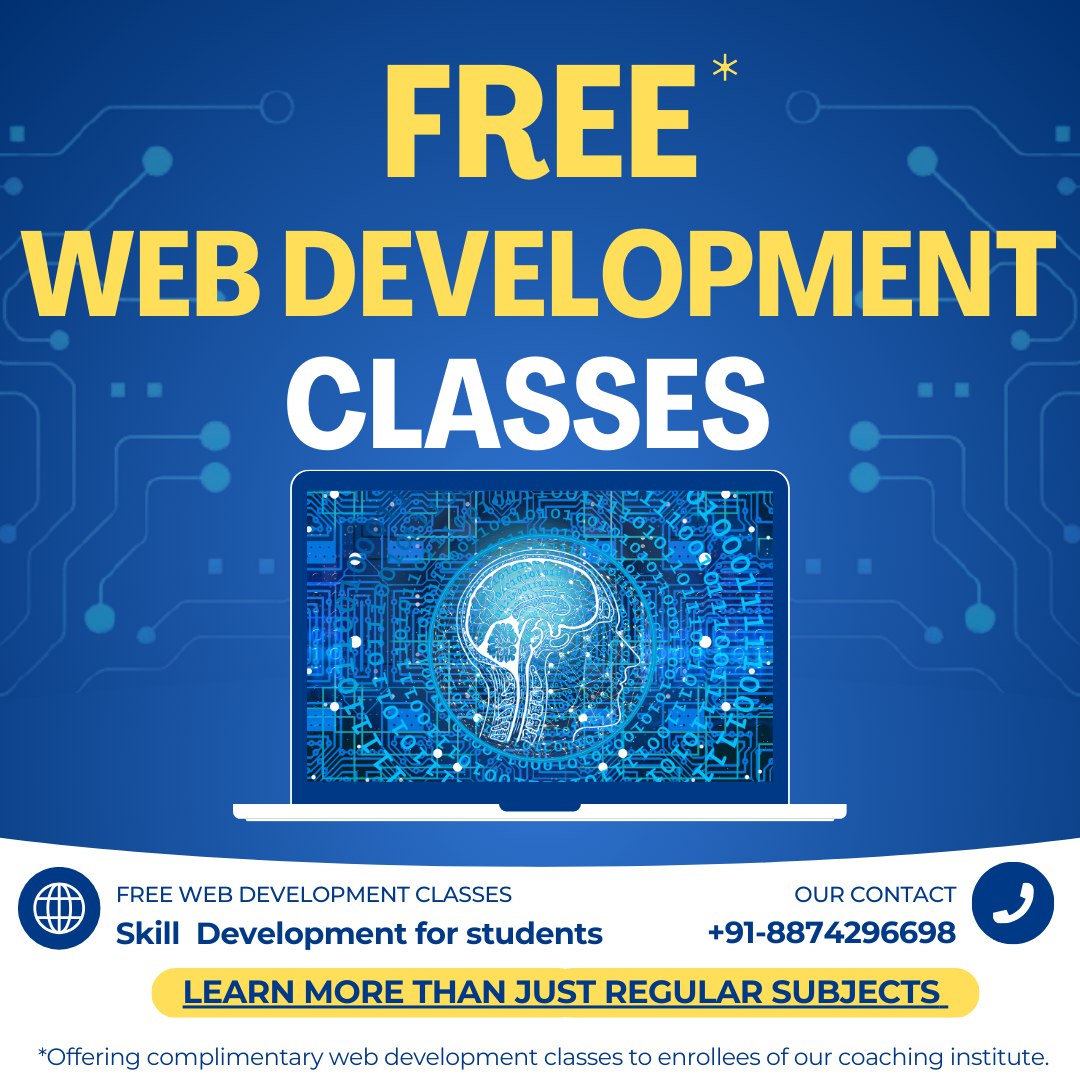 FREE*
WEB DEVELOPMENT
CLASSES
FREE WEB DEVELOPMENT CLASSES
Skill Development for students
OUR CONTACT
+91-8874296698
LEARN MORE THAN JUST REGULAR SUBJECTS
*Offering complimentary web development classes to enrollees of our coaching institute.